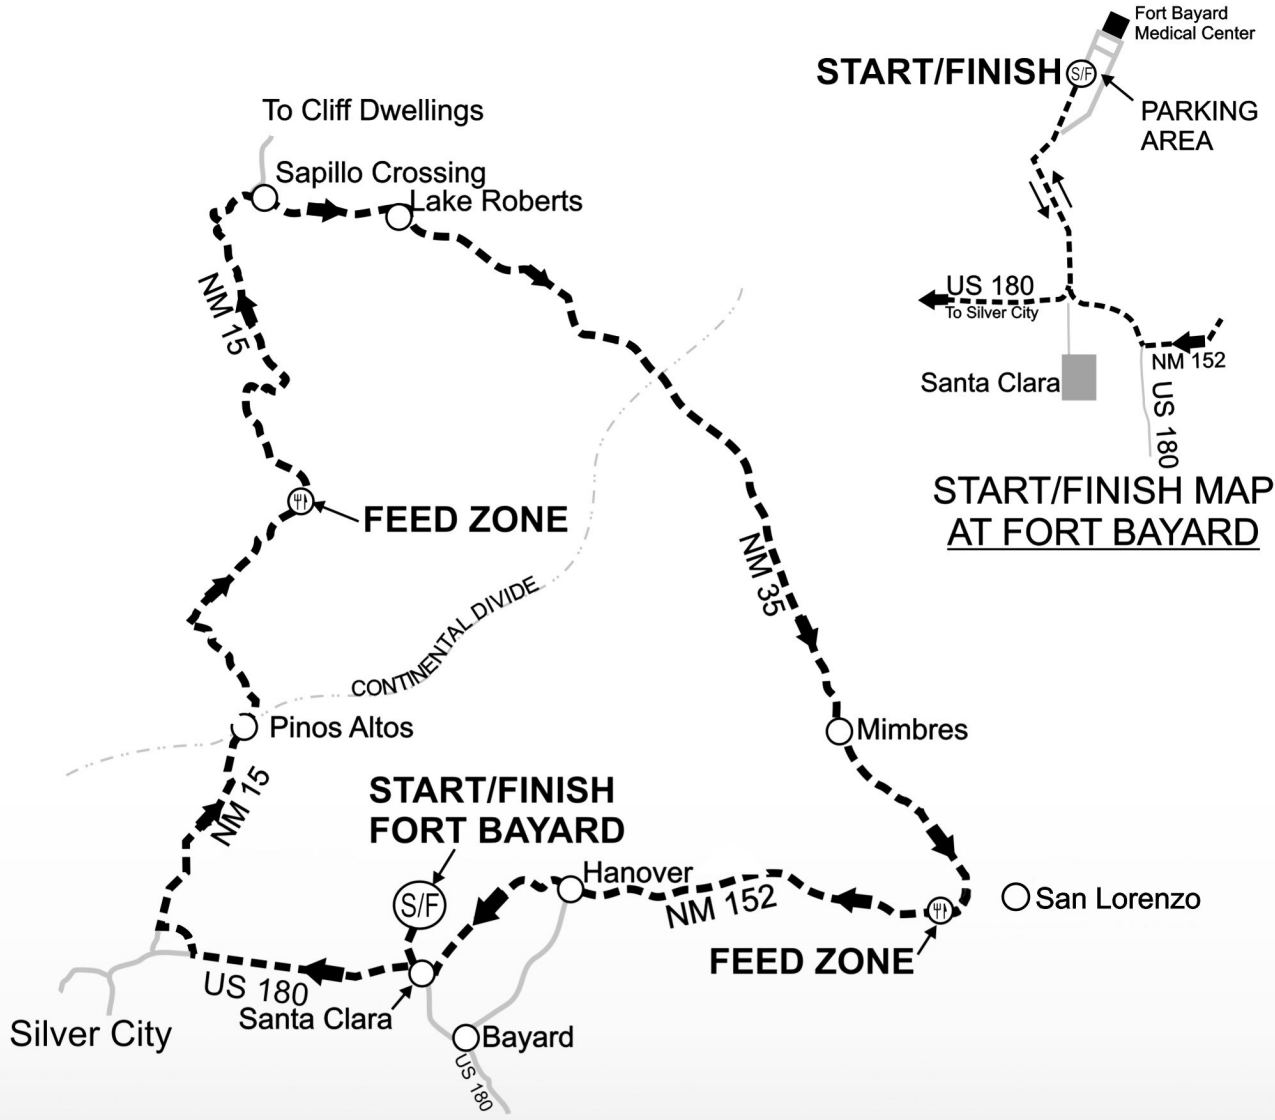 Fort Bayard
Medical Center
START/FINISH
S/F
PARKING
AREA
To Cliff Dwellings
Sapillo Crossing
Lake Roberts
NM 15
US 180
To Silver City
NM 152
Santa Clara
US 180
START/FINISH MAP
AT FORT BAYARD
FEED ZONE
NM 35
CONTINENTAL DIVIDE
Pinos Altos
Mimbres
NM 15
START/FINISH
FORT BAYARD
S/F
Hanover
NM 152
San Lorenzo
FEED ZONE
US 180
Santa Clara
Silver City
Bayard
US 180